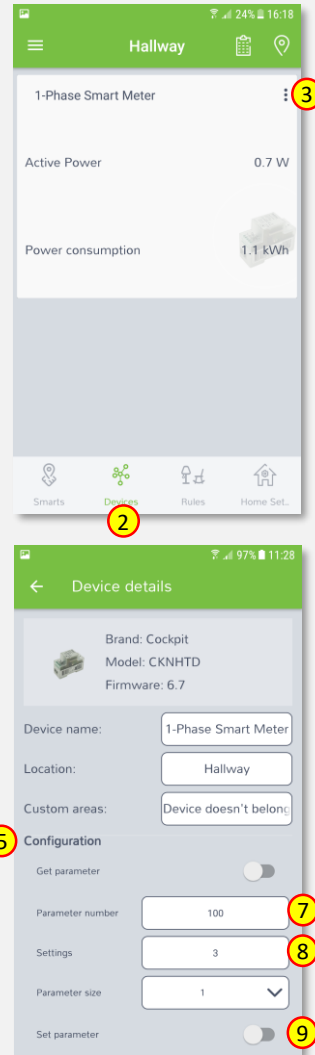 24% 16:18
Hallway
1-Phase Smart Meter
3
Active Power 0.7 W
Power consumption 1.1 kWh
Smarts Devices Rules Home Set..
2
97% 11:28
Device details
Brand: Cockpit
Model: CKNHTD
Firmware: 6.7
Device name: 1-Phase Smart Meter
Location: Hallway
Custom areas: Device doesn't belong
5 Configuration
Get parameter
Parameter number 100 7
Settings 3 8
Parameter size 1
Set parameter 9